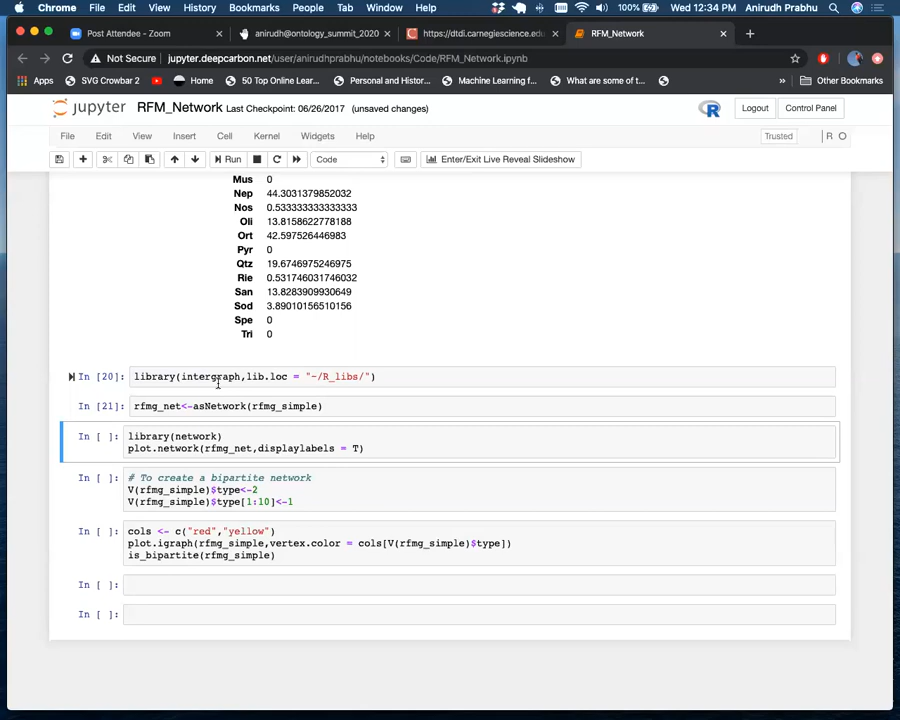 Chrome File Edit View History Bookmarks People Tab Window Help 100% Wed 12:34 PM Anirudh Prabhu
Post Attendee - Zoom anirudh@ontology_summit_2020 https://dtdi.carnegiescience.edu RFM_Network
Not Secure jupyter.deepcarbon.net/user/anirudhprabhu/notebooks/Code/RFM_Network.ipynb
Apps SVG Crowbar 2 Home 50 Top Online Lear... Personal and Histor... Machine Learning f... What are some of t... » Other Bookmarks
jupyter RFM_Network Last Checkpoint: 06/26/2017 (unsaved changes) R Logout Control Panel
File Edit View Insert Cell Kernel Widgets Help Trusted R
Run Code Enter/Exit Live Reveal Slideshow
Mus 0
Nep 44.3031379852032
Nos 0.533333333333333
Oli 13.8158622778188
Ort 42.597526446983
Pyr 0
Qtz 19.6746975246975
Rie 0.531746031746032
San 13.8283909930649
Sod 3.89010156510156
Spe 0
Tri 0
In [20]: library(intergraph,lib.loc = "~/R_libs/")
In [21]: rfmg_net<-asNetwork(rfmg_simple)
In [ ]: library(network)
plot.network(rfmg_net,displaylabels = T)
In [ ]: # To create a bipartite network
V(rfmg_simple)$type<-2
V(rfmg_simple)$type[1:10]<-1
In [ ]: cols <- c("red","yellow")
plot.igraph(rfmg_simple,vertex.color = cols[V(rfmg_simple)$type])
is_bipartite(rfmg_simple)
In [ ]:
In [ ]: